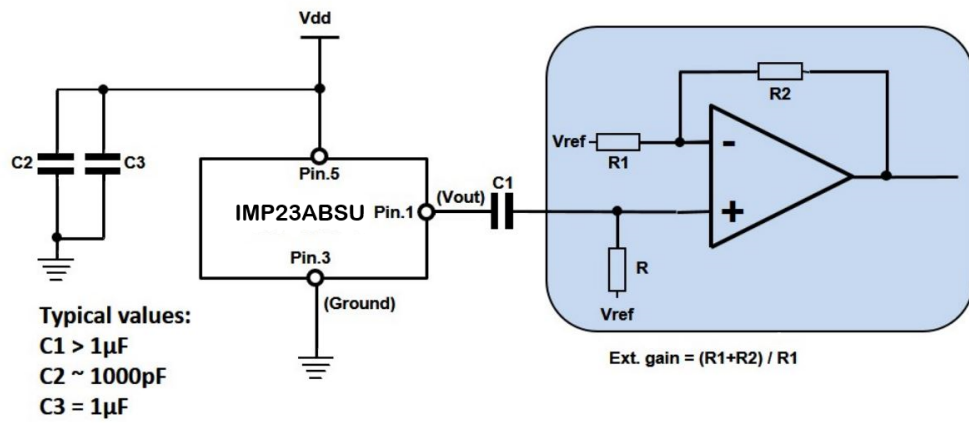 Vdd
C2
C3
Pin.5
IMP23ABSU
Pin.1
Pin.3
(Ground)
(Vout)
C1
R2
Vref
R1
-
+
R
Vref
Typical values:
C1 > 1µF
C2 ~ 1000pF
C3 = 1µF
Ext. gain = (R1+R2) / R1